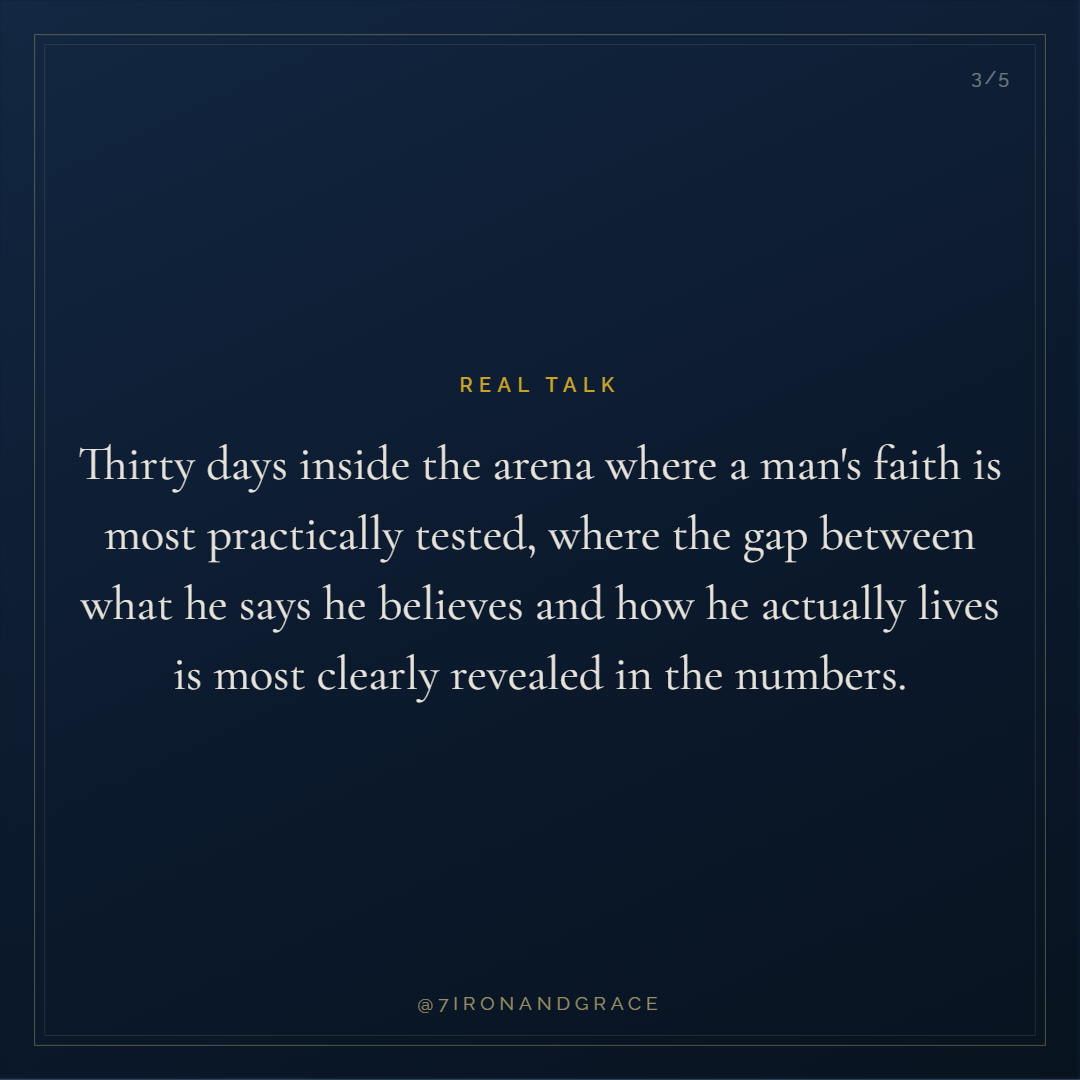 3/5
REAL TALK
Thirty days inside the arena where a man's faith is
most practically tested, where the gap between
what he says he believes and how he actually lives
is most clearly revealed in the numbers.
@7IRONANDGRACE